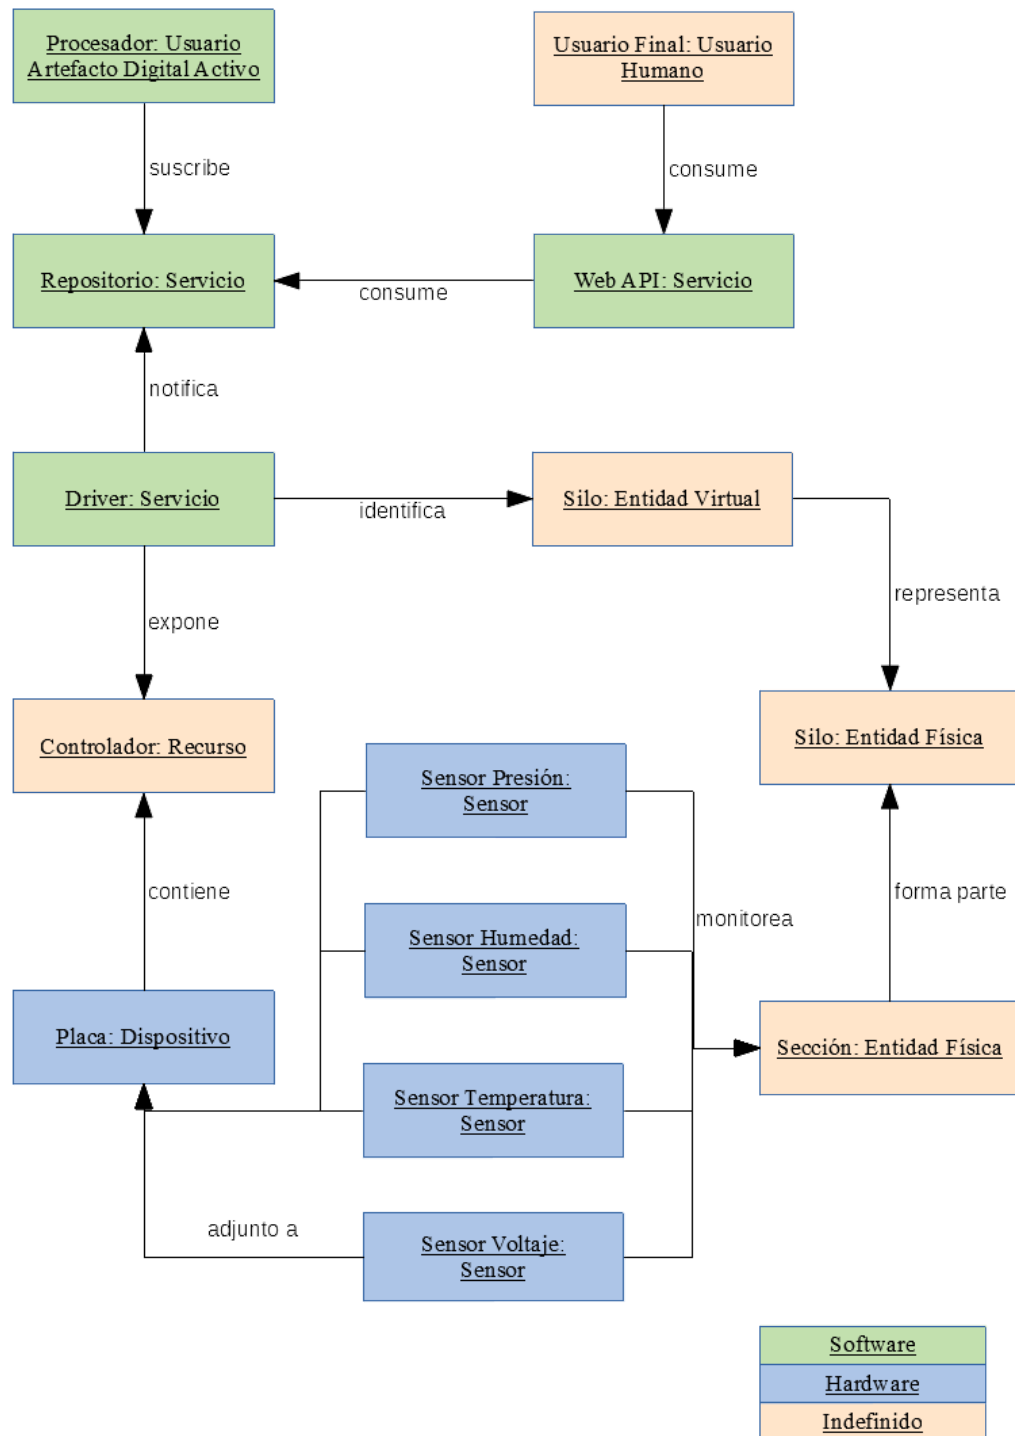 Procesador: Usuario
Artefacto Digital Activo
Usuario Final: Usuario
Humano
suscribe
consume
Repositorio: Servicio
Web API: Servicio
consume
notifica
Driver: Servicio
Silo: Entidad Virtual
identifica
representa
expone
Controlador: Recurso
Silo: Entidad Física
Sensor Presión:
Sensor
contiene
monitorea
forma parte
Sensor Humedad:
Sensor
Placa: Dispositivo
Sección: Entidad Física
Sensor Temperatura:
Sensor
adjunto a
Sensor Voltaje:
Sensor
Software
Hardware
Indefinido